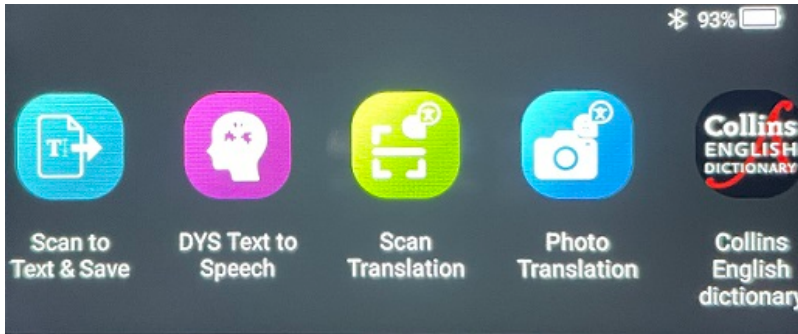 93%
Scan to
Text & Save
DYS Text to
Speech
Scan
Translation
Photo
Translation
Collins
ENGLISH
DICTIONARY
Collins
English
dictionary